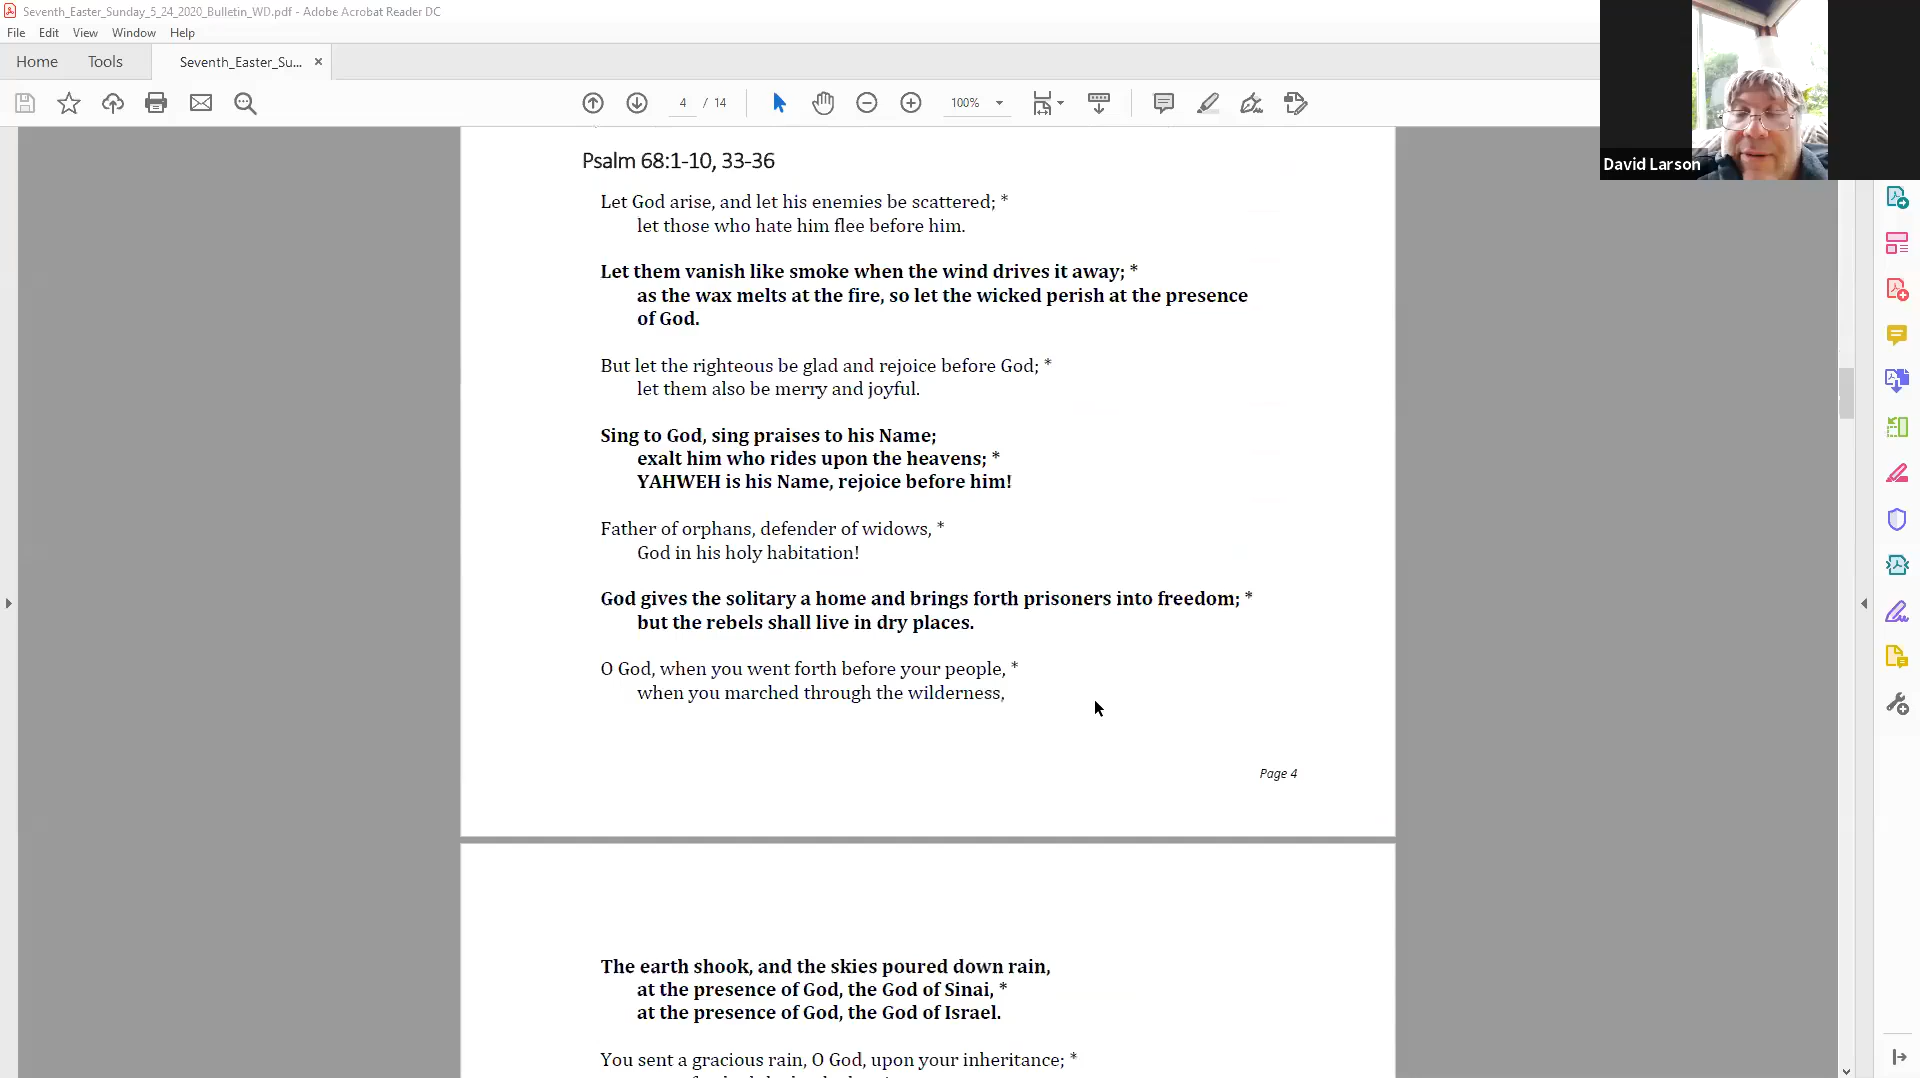 Seventh_Easter_Sunday_5_24_2020_Bulletin_WD.pdf - Adobe Acrobat Reader DC
File Edit View Window Help
Home Tools Seventh_Easter_Su... ×
4 / 14 100%
David Larson
Psalm 68:1-10, 33-36
Let God arise, and let his enemies be scattered; *
let those who hate him flee before him.
Let them vanish like smoke when the wind drives it away; *
as the wax melts at the fire, so let the wicked perish at the presence
of God.
But let the righteous be glad and rejoice before God; *
let them also be merry and joyful.
Sing to God, sing praises to his Name;
exalt him who rides upon the heavens; *
YAHWEH is his Name, rejoice before him!
Father of orphans, defender of widows, *
God in his holy habitation!
God gives the solitary a home and brings forth prisoners into freedom; *
but the rebels shall live in dry places.
O God, when you went forth before your people, *
when you marched through the wilderness,
Page 4
The earth shook, and the skies poured down rain,
at the presence of God, the God of Sinai, *
at the presence of God, the God of Israel.
You sent a gracious rain, O God, upon your inheritance; *